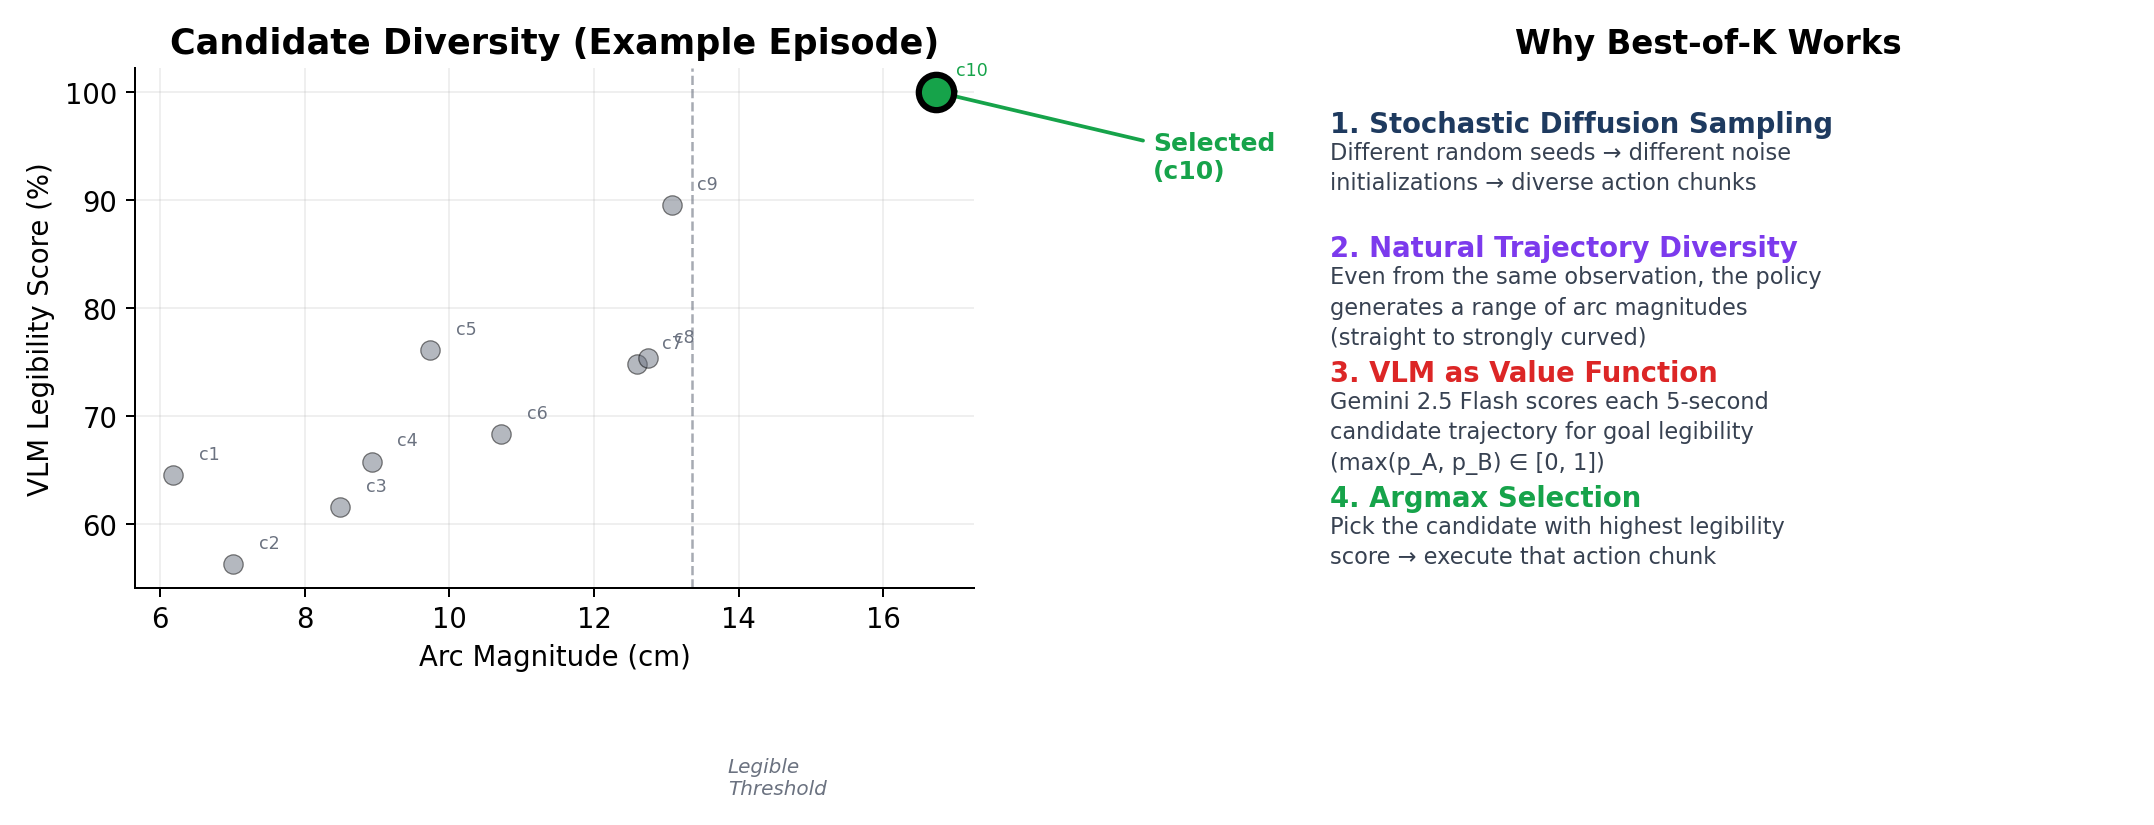 Candidate Diversity (Example Episode)
VLM Legibility Score (%)
100
90
80
70
60
c1
c2
c3
c4
c5
c6
c7
c8
c9
c10
Selected
(c10)
6
8
10
12
14
16
Arc Magnitude (cm)
Legible
Threshold
Why Best-of-K Works
1. Stochastic Diffusion Sampling
Different random seeds → different noise
initializations → diverse action chunks
2. Natural Trajectory Diversity
Even from the same observation, the policy
generates a range of arc magnitudes
(straight to strongly curved)
3. VLM as Value Function
Gemini 2.5 Flash scores each 5-second
candidate trajectory for goal legibility
(max(p_A, p_B) ∈ [0, 1])
4. Argmax Selection
Pick the candidate with highest legibility
score → execute that action chunk